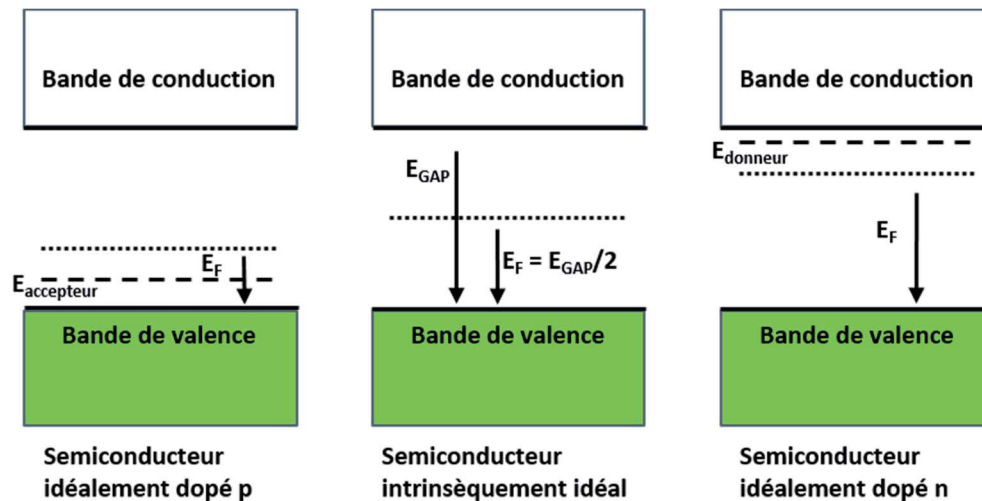 Bande de conduction
E_F
E_accepteur
Bande de valence
Semiconducteur
idéalement dopé p
Bande de conduction
E_GAP
E_F = E_GAP/2
Bande de valence
Semiconducteur
intrinsèquement idéal
Bande de conduction
E_donneur
E_F
Bande de valence
Semiconducteur
idéalement dopé n